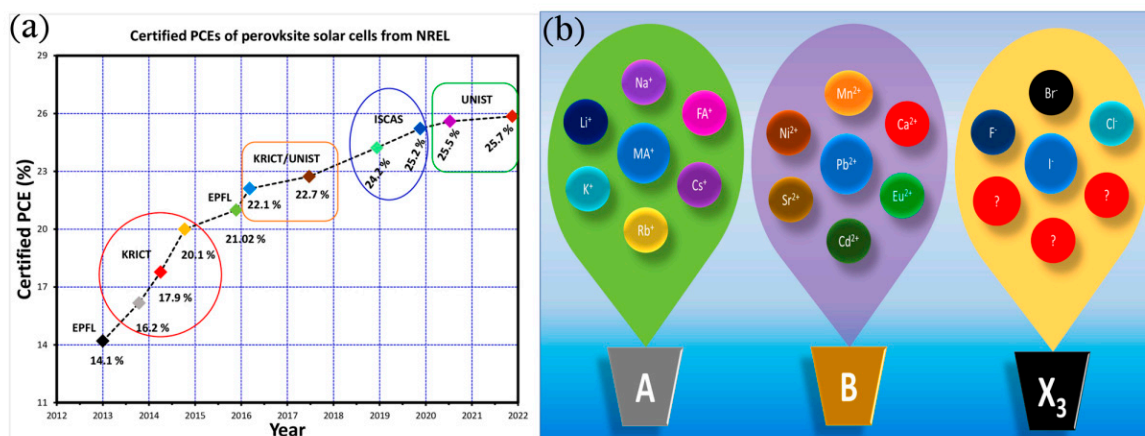 (a)
Certified PCEs of perovksite solar cells from NREL
Certified PCE (%)
29
26
23
20
17
14
11
UNIST
ISCAS
25.5 %
25.7 %
24.2 %
25.2 %
KRICT/UNIST
22.1 %
22.7 %
EPFL
21.02 %
KRICT
20.1 %
17.9 %
16.2 %
EPFL
14.1 %
2012
2013
2014
2015
2016
2017
2018
2019
2020
2021
2022
Year
(b)
Na⁺
Li⁺
FA⁺
MA⁺
K⁺
Cs⁺
Rb⁺
A
Mn²⁺
Ni²⁺
Ca²⁺
Pb²⁺
Sr²⁺
Eu²⁺
Cd²⁺
B
Br⁻
F⁻
Cl⁻
I⁻
?
?
?
X₃